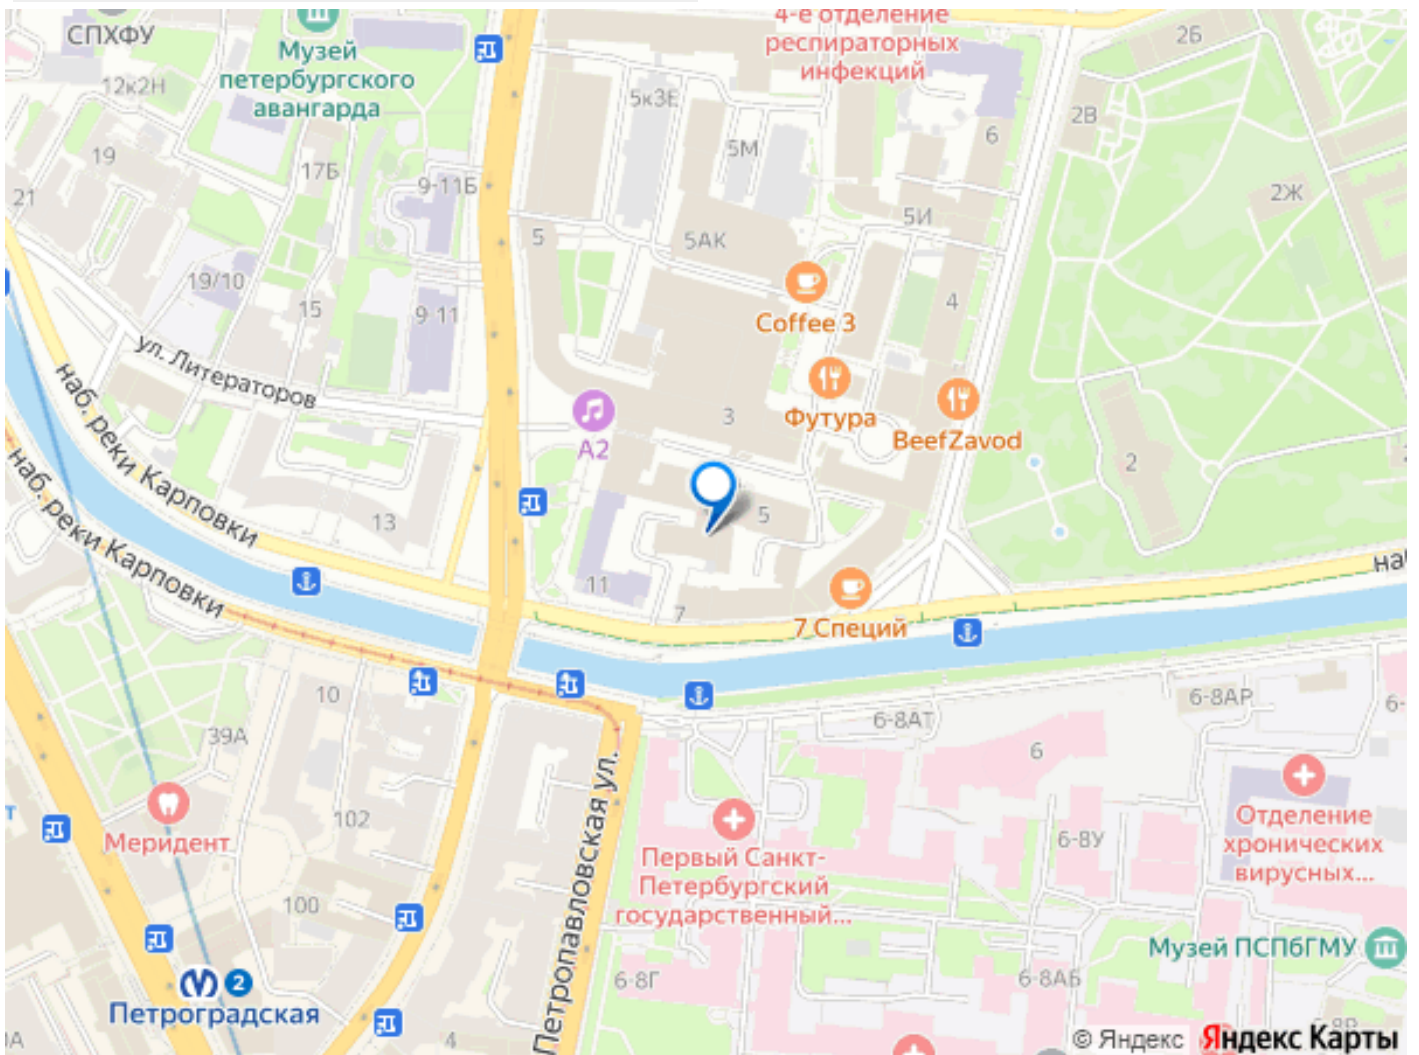 СПХФУ
12к2Н
Музей
петербургского
авангарда
4-е отделение
респираторных
инфекций
2Б
5к3Е
5М
6
2В
19
17Б
9-11Б
21
2Ж
5
5АК
5И
19/10
15
9 11
4
Coffee 3
ул. Литераторов
3
Футура
BeefZavod
А2
2
наб. реки Карповки
наб. реки Карповки
13
5
11
7
7 Специй
наб
10
39А
6-8АТ
6-8АР
6-
6
Меридент
102
Первый Санкт-
Петербургский
государственный...
6-8У
Отделение
хронических
вирусных...
100
Петропавловская ул.
Музей ПСПбГМУ
2
Петроградская
6-8Г
6-8АБ
4
© Яндекс Яндекс Карты